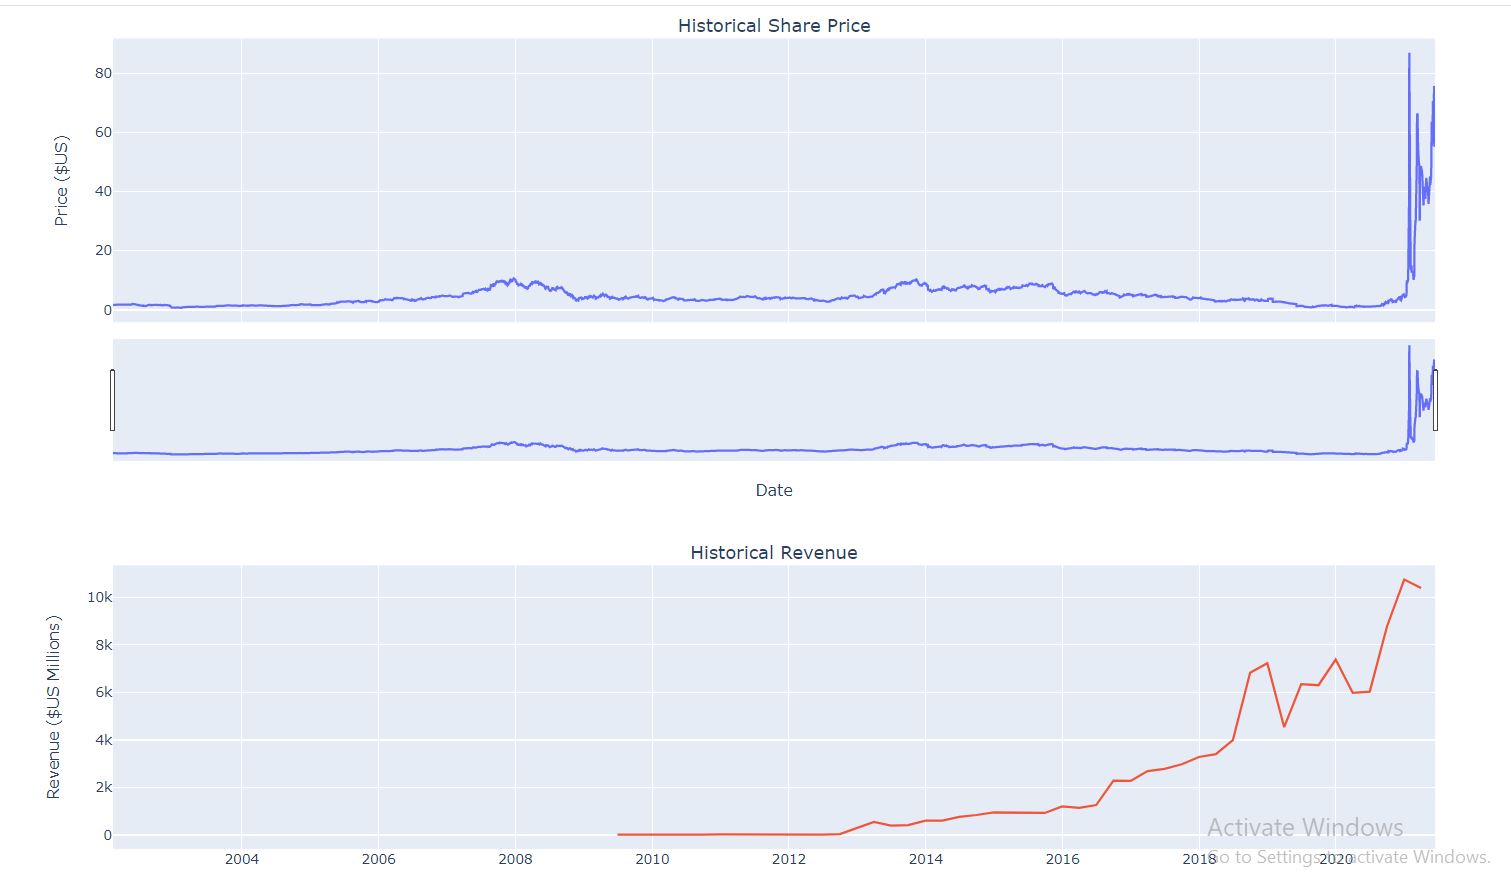 Historical Share Price
80
60
40
20
0
Price ($US)
Date
Historical Revenue
10k
8k
6k
4k
2k
0
Revenue ($US Millions)
2004 2006 2008 2010 2012 2014 2016 2018 2020
Activate Windows
Go to Settings to activate Windows.